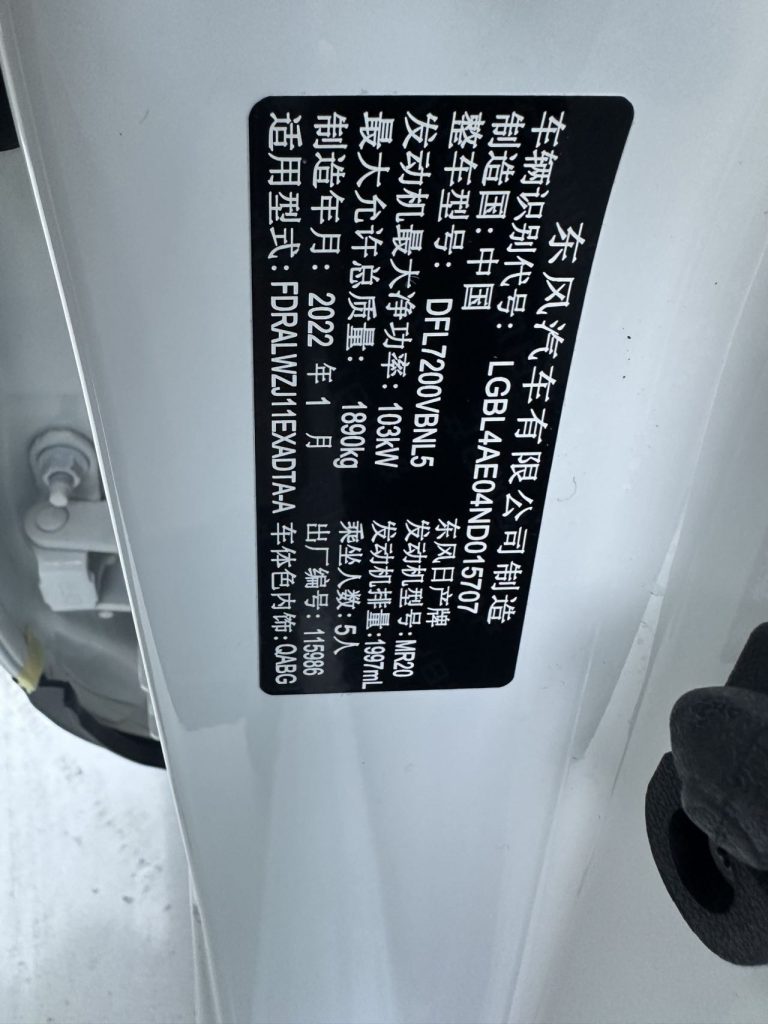 东风汽车有限公司制造
车辆识别代号: LGBL4AE04ND015707
制造国: 中国
整车型号: DFL7200VBNL5 东风日产牌
发动机最大净功率: 103kW 发动机型号: MR20
最大允许总质量: 1890kg 发动机排量: 1997mL
制造年月: 2022 年 1 月 乘坐人数: 5人
适用型式: FDRALWZJ11EXADTA-A 出厂编号: 115986
车体色内饰: QABG